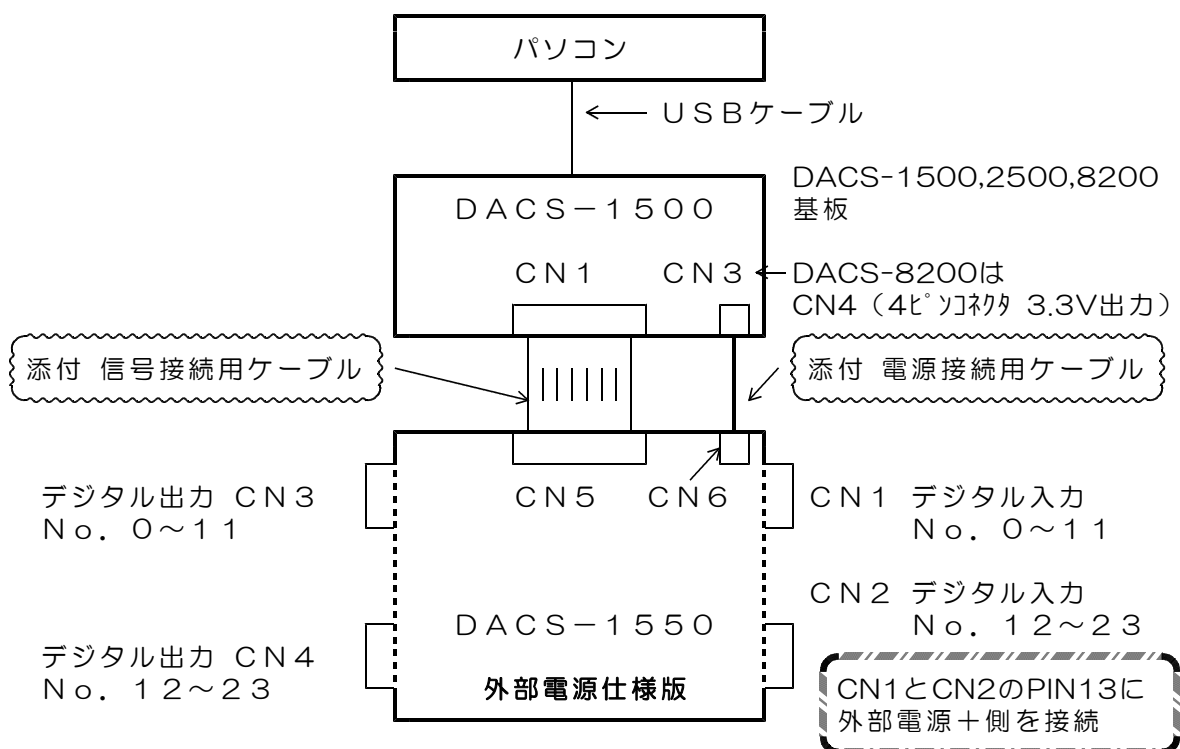 パソコン
USBケーブル
DACS-1500,2500,8200
基板
DACS－1500
CN1 CN3
DACS-8200は
CN4（4ﾋﾟﾝｺﾈｸﾀ 3.3V出力）
添付 信号接続用ケーブル
添付 電源接続用ケーブル
デジタル出力 CN3
No．0～11
CN5 CN6
CN1 デジタル入力
No．0～11
CN2 デジタル入力
No．12～23
DACS－1550
デジタル出力 CN4
No．12～23
外部電源仕様版
CN1とCN2のPIN13に
外部電源＋側を接続